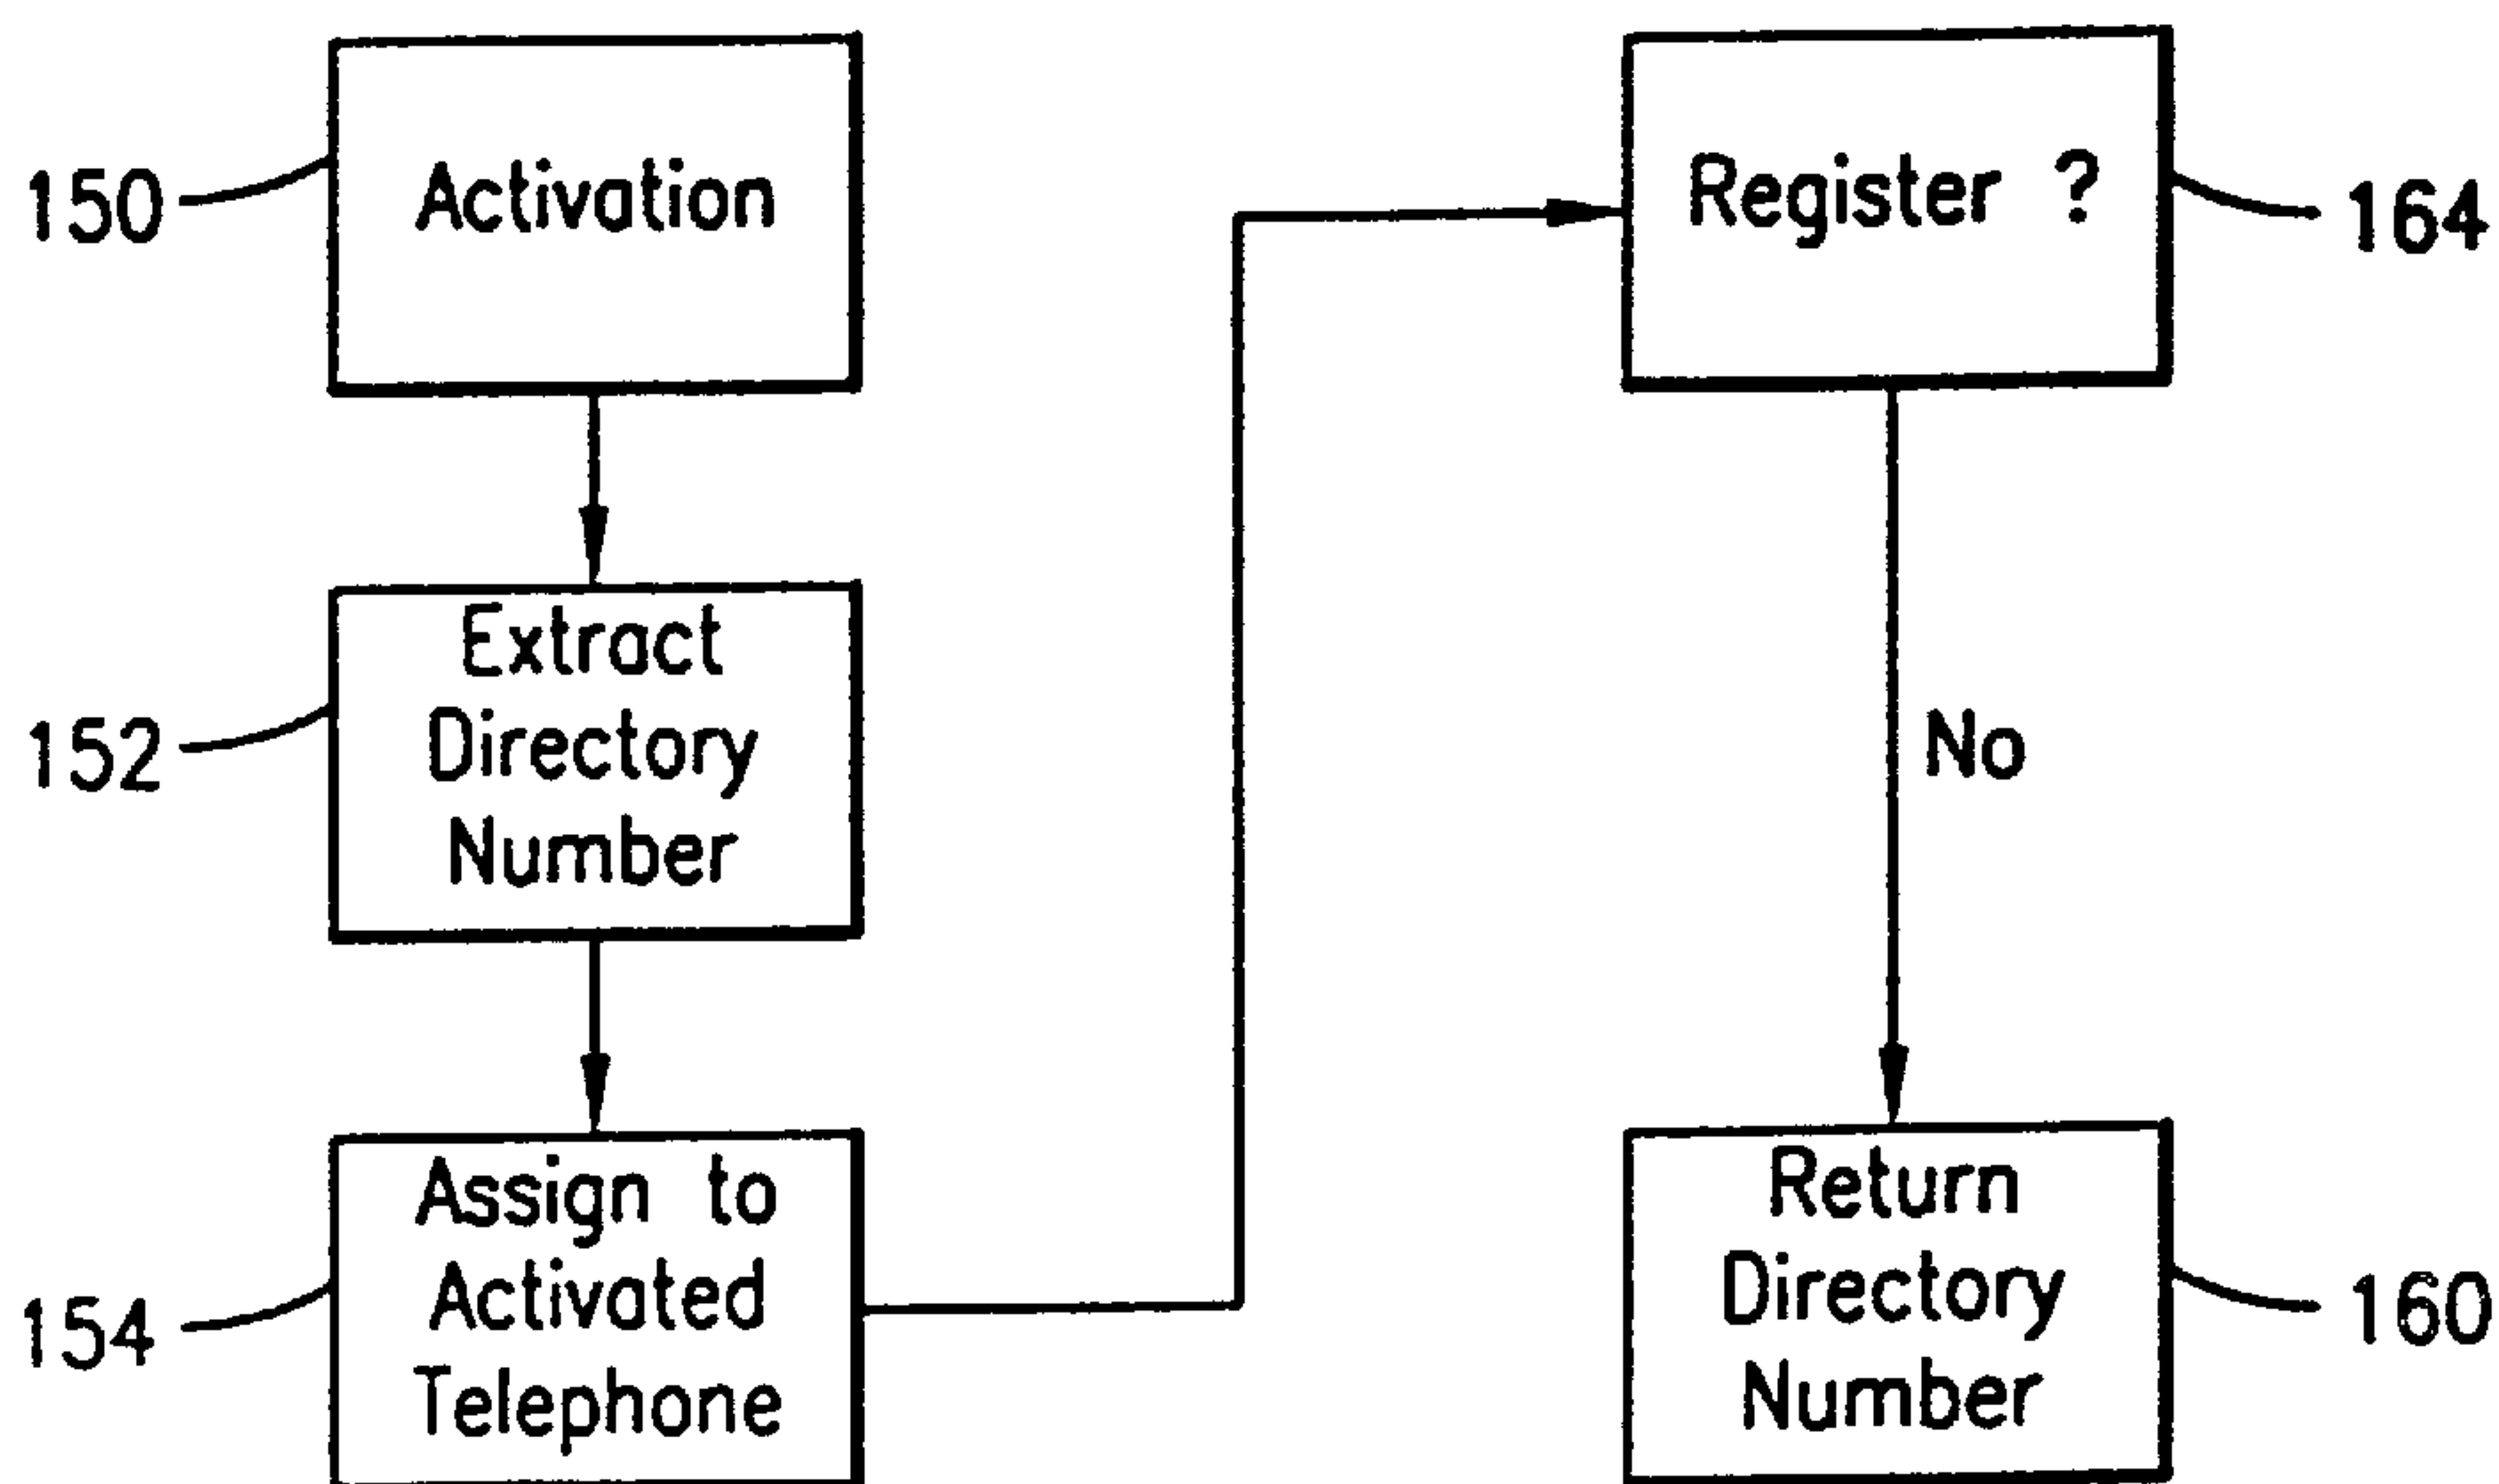 150
Activation
152
Extract
Directory
Number
154
Assign to
Activated
Telephone
Register ?
164
No
Return
Directory
Number
160